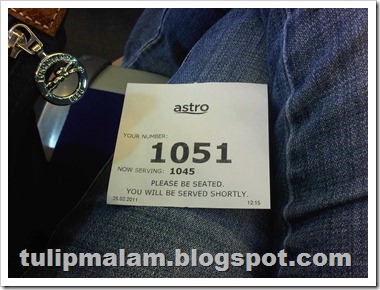 astro
YOUR NUMBER:
1051
NOW SERVING: 1045
PLEASE BE SEATED.
YOU WILL BE SERVED SHORTLY.
26.02.2011 12:15
tulipmalam.blogspot.com